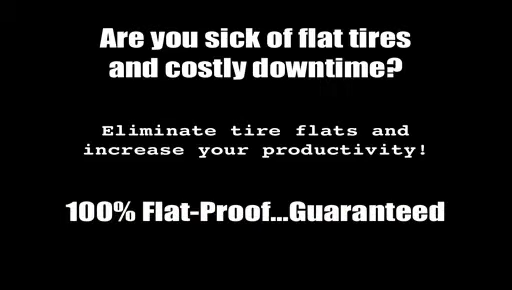 Are you sick of flat tires
and costly downtime?
Eliminate tire flats and
increase your productivity!
100% Flat-Proof...Guaranteed